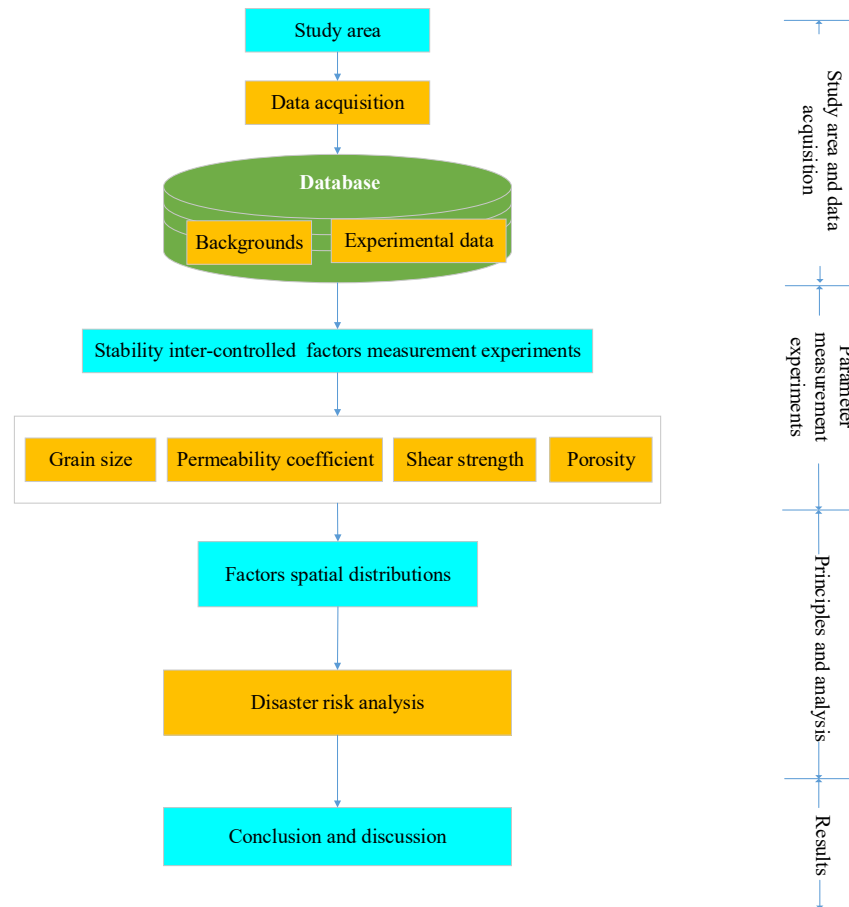 Study area
Data acquisition
Database
Backgrounds
Experimental data
Stability inter-controlled factors measurement experiments
Grain size
Permeability coefficient
Shear strength
Porosity
Factors spatial distributions
Disaster risk analysis
Conclusion and discussion
Study area and data
acquisition
Parameter
measurement
experiments
Principles and analysis
Results